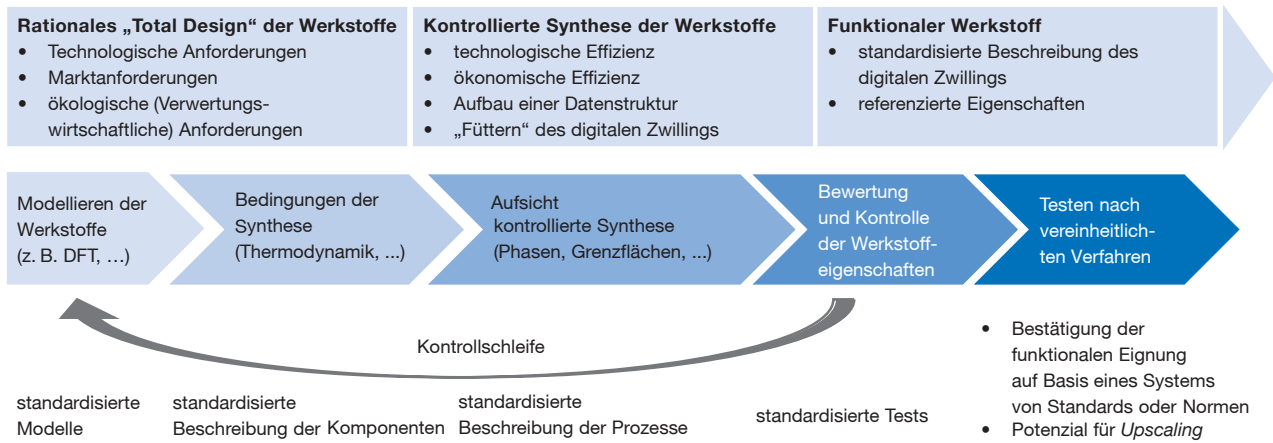 Rationales „Total Design“ der Werkstoffe
• Technologische Anforderungen
• Marktanforderungen
• ökologische (Verwertungs-
wirtschaftliche) Anforderungen
Kontrollierte Synthese der Werkstoffe
• technologische Effizienz
• ökonomische Effizienz
• Aufbau einer Datenstruktur
• „Füttern“ des digitalen Zwillings
Funktionaler Werkstoff
• standardisierte Beschreibung des
digitalen Zwillings
• referenzierte Eigenschaften
Modellieren der
Werkstoffe
(z. B. DFT, …)
Bedingungen der
Synthese
(Thermodynamik, ...)
Aufsicht
kontrollierte Synthese
(Phasen, Grenzflächen, ...)
Bewertung
und Kontrolle
der Werkstoff-
eigenschaften
Testen nach
vereinheitlich-
ten Verfahren
Kontrollschleife
standardisierte
Modelle
standardisierte
Beschreibung der Komponenten
standardisierte
Beschreibung der Prozesse
standardisierte Tests
• Bestätigung der
funktionalen Eignung
auf Basis eines Systems
von Standards oder Normen
• Potenzial für Upscaling